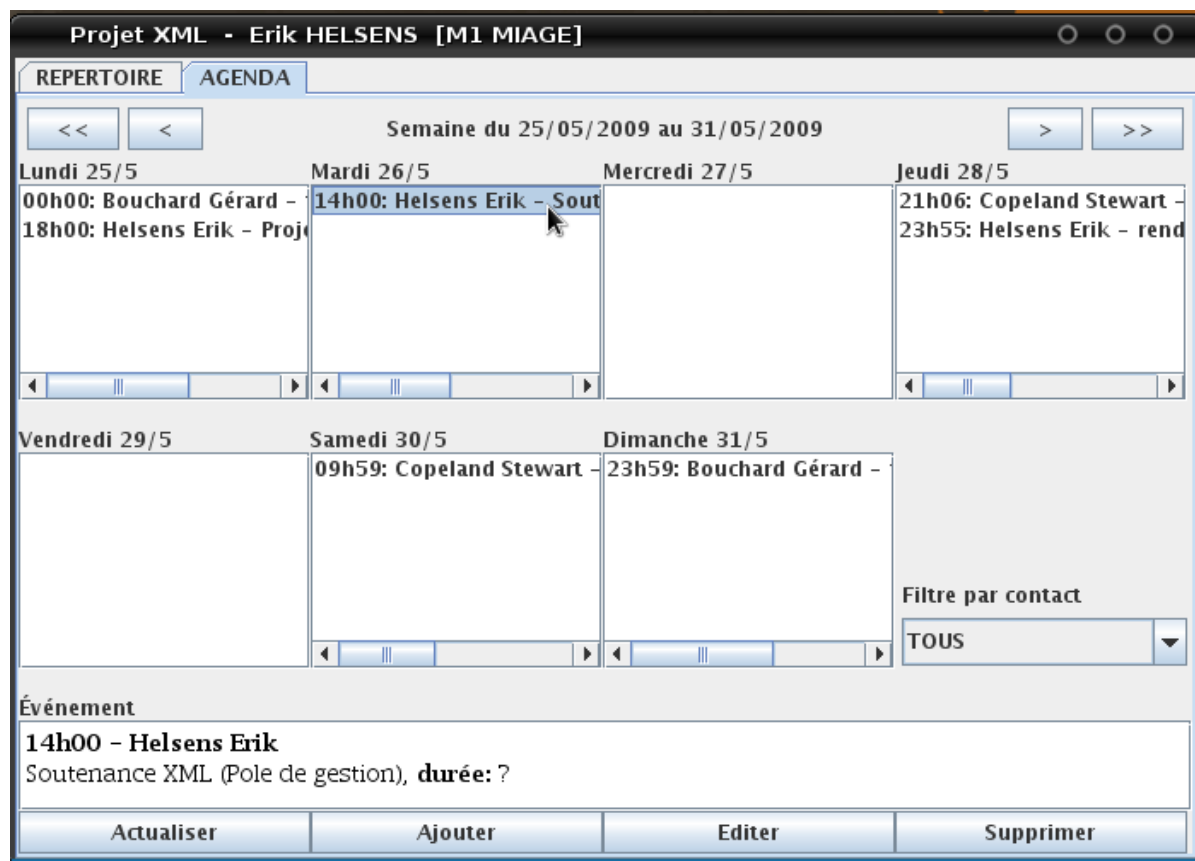 Projet XML - Erik HELSENS [M1 MIAGE]
REPERTOIRE AGENDA
<< < Semaine du 25/05/2009 au 31/05/2009 > >>
Lundi 25/5 Mardi 26/5 Mercredi 27/5 Jeudi 28/5
00h00: Bouchard Gérard - 14h00: Helsens Erik - Sout 21h06: Copeland Stewart -
18h00: Helsens Erik - Proje 23h55: Helsens Erik - rend
Vendredi 29/5 Samedi 30/5 Dimanche 31/5
09h59: Copeland Stewart - 23h59: Bouchard Gérard -
Filtre par contact
TOUS
Événement
14h00 - Helsens Erik
Soutenance XML (Pole de gestion), durée: ?
Actualiser Ajouter Editer Supprimer